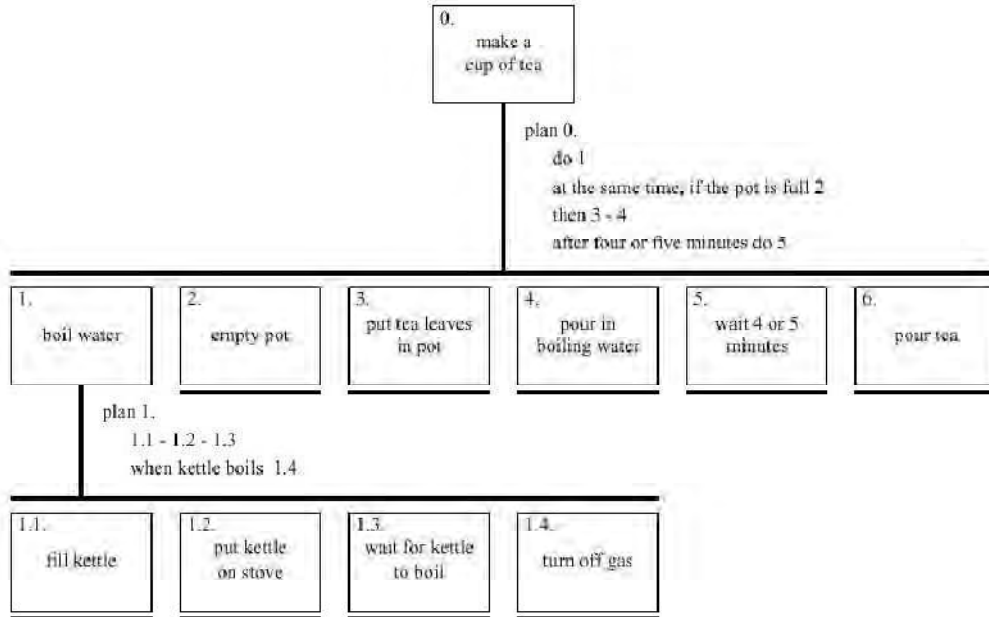 0.
make a
cup of tea
plan 0.
do 1
at the same time, if the pot is full 2
then 3 - 4
after four or five minutes do 5
1.
boil water
2.
empty pot
3.
put tea leaves
in pot
4.
pour in
boiling water
5.
wait 4 or 5
minutes
6.
pour tea
plan 1.
1.1 - 1.2 - 1.3
when kettle boils 1.4
1.1.
fill kettle
1.2.
put kettle
on stove
1.3.
wait for kettle
to boil
1.4.
turn off gas